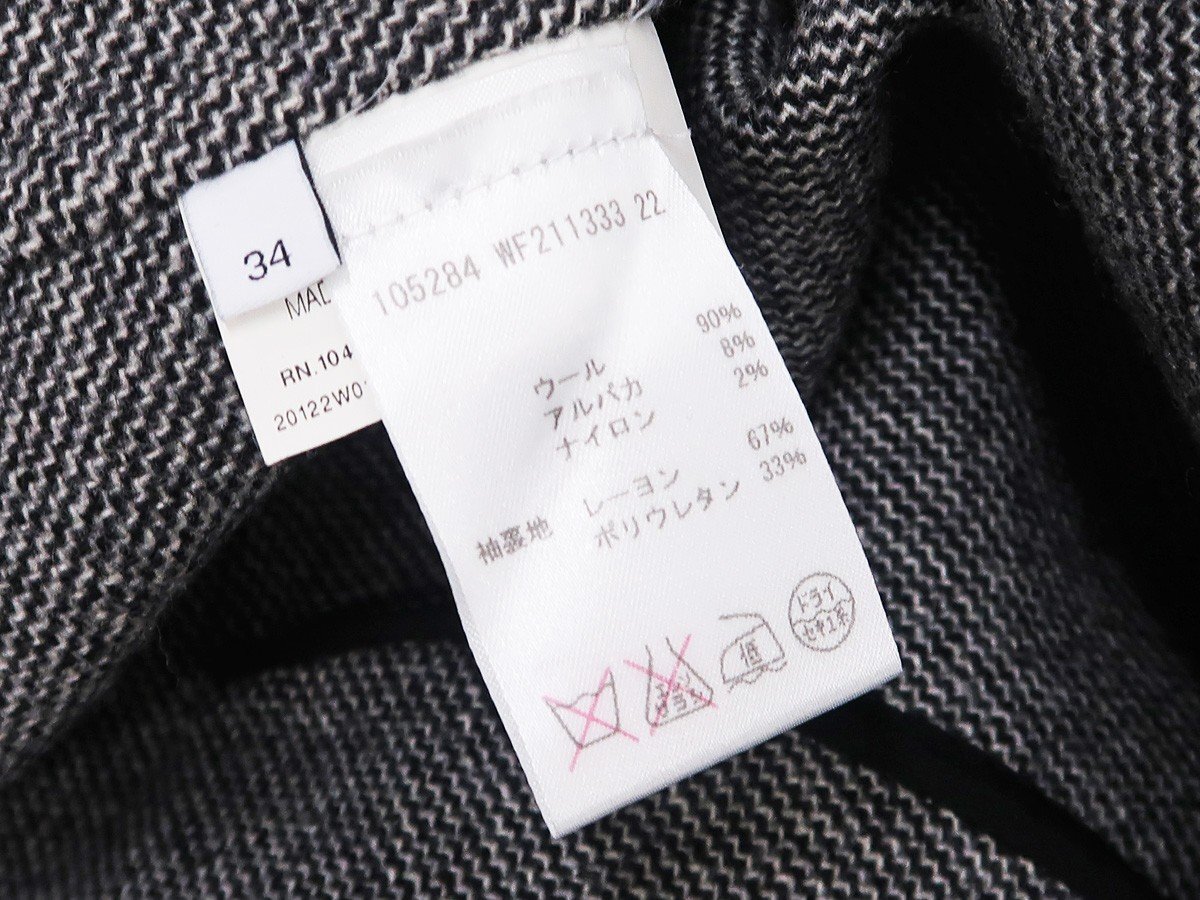 34
MAD
RN.10.4
20122W0
105284 WF211333 22
ウール 90%
アルパカ 8%
ナイロン 2%
袖裏地 レーヨン 67%
ポリウレタン 33%
低
ドライ
セキユ系